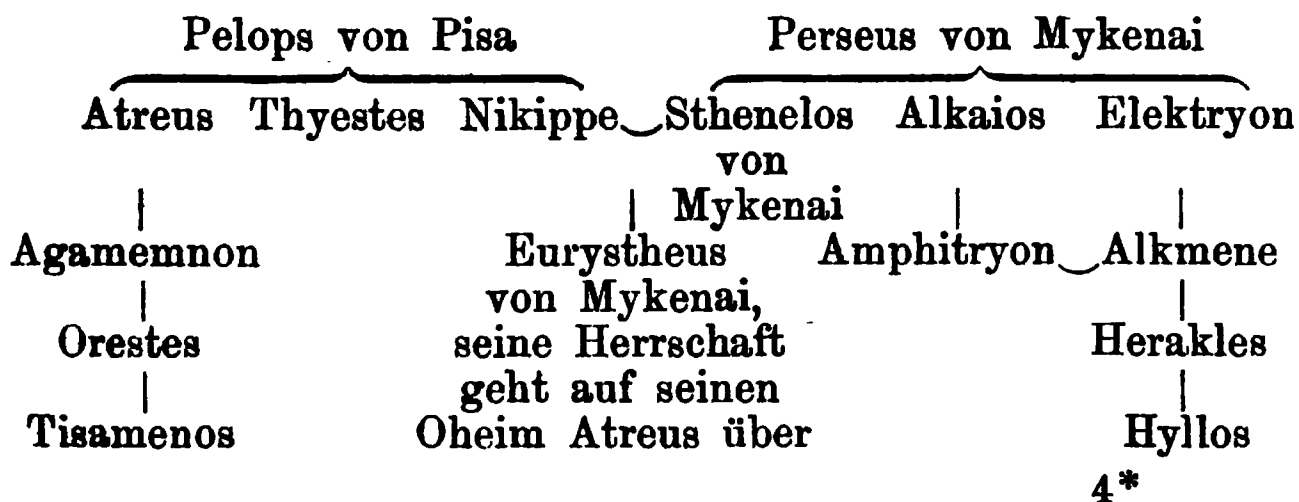 Pelops von Pisa Perseus von Mykenai
Atreus Thyestes Nikippe Sthenelos Alkaios Elektryon
von
Mykenai
Agamemnon Eurystheus Amphitryon Alkmene
von Mykenai,
Orestes seine Herrschaft Herakles
geht auf seinen
Tisamenos Oheim Atreus über Hyllos
4*